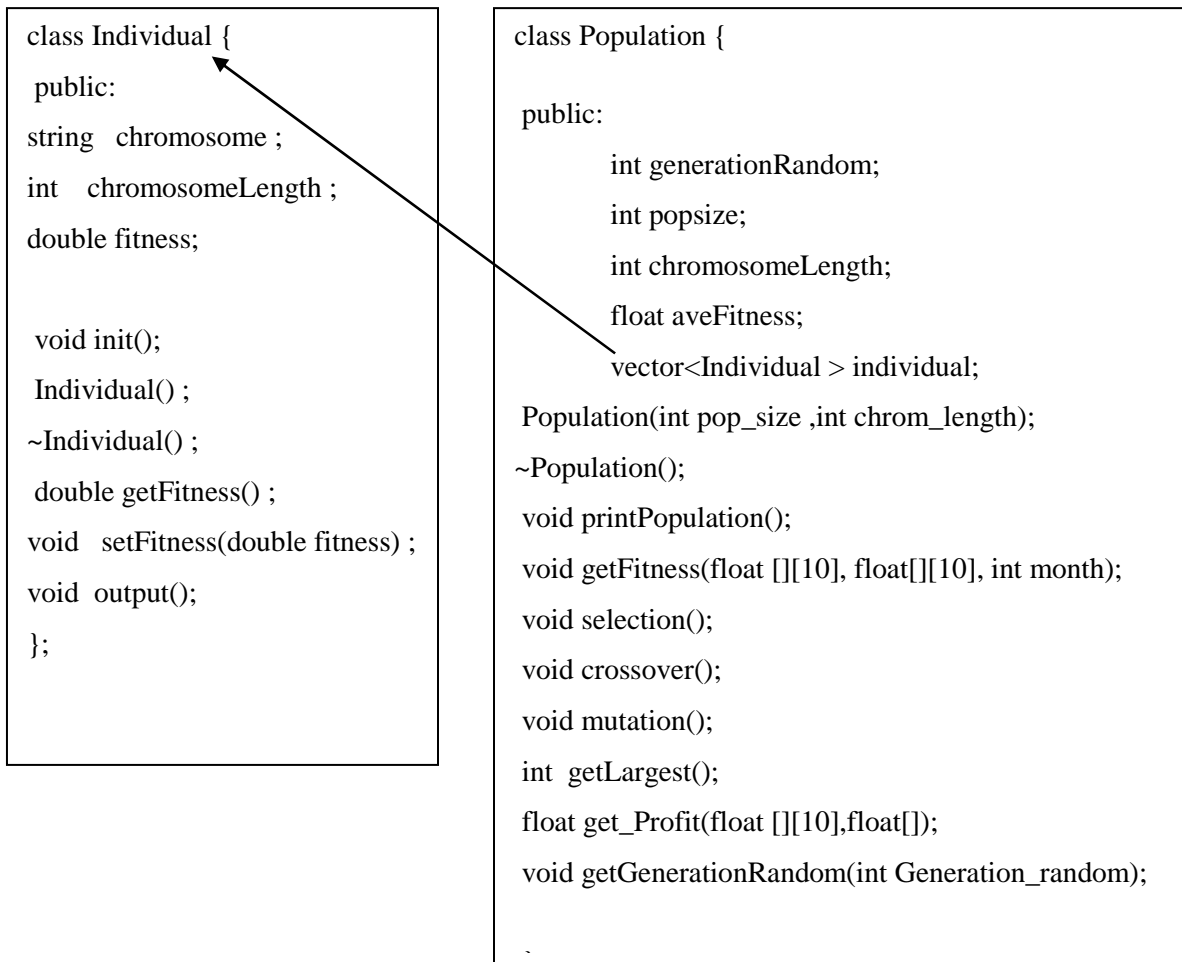 class Individual {
public:
string chromosome ;
int chromosomeLength ;
double fitness;
void init();
Individual() ;
~Individual() ;
double getFitness() ;
void setFitness(double fitness) ;
void output();
};
class Population {
public:
int generationRandom;
int popsize;
int chromosomeLength;
float aveFitness;
vector<Individual > individual;
Population(int pop_size ,int chrom_length);
~Population();
void printPopulation();
void getFitness(float [][10], float[][10], int month);
void selection();
void crossover();
void mutation();
int getLargest();
float get_Profit(float [][10],float[]);
void getGenerationRandom(int Generation_random);